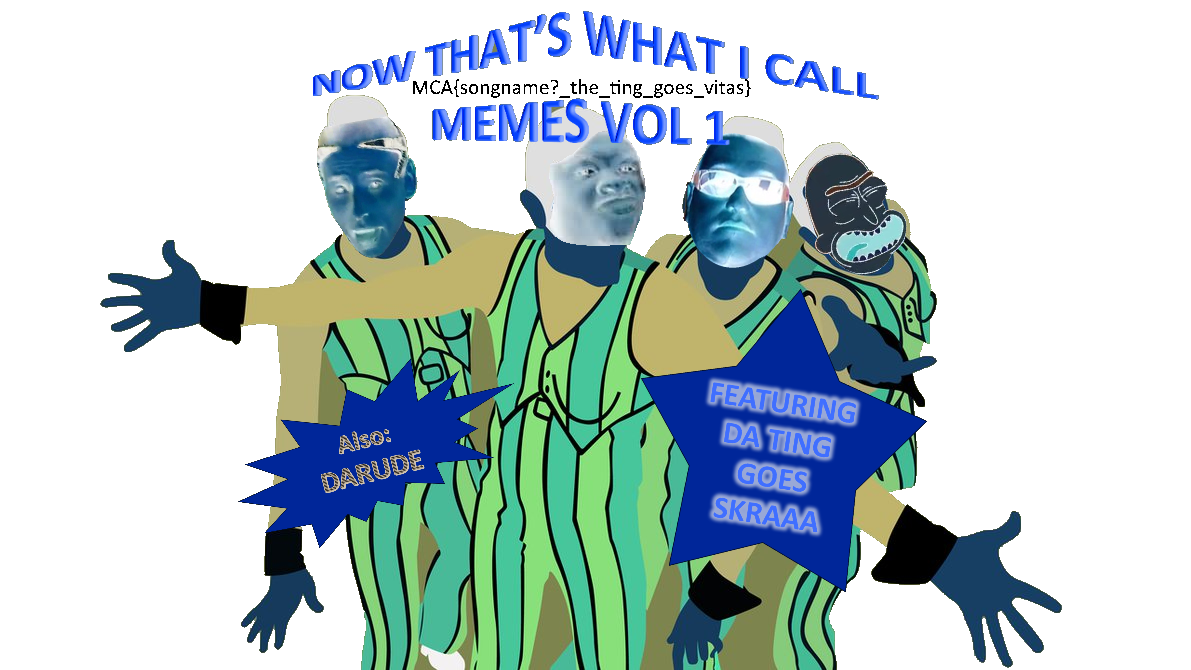 NOW THAT'S WHAT I CALL
MCA{songname?_the_ting_goes_vitas}
MEMES VOL 1
Also:
DARUDE
FEATURING
DA TING
GOES
SKRAAA